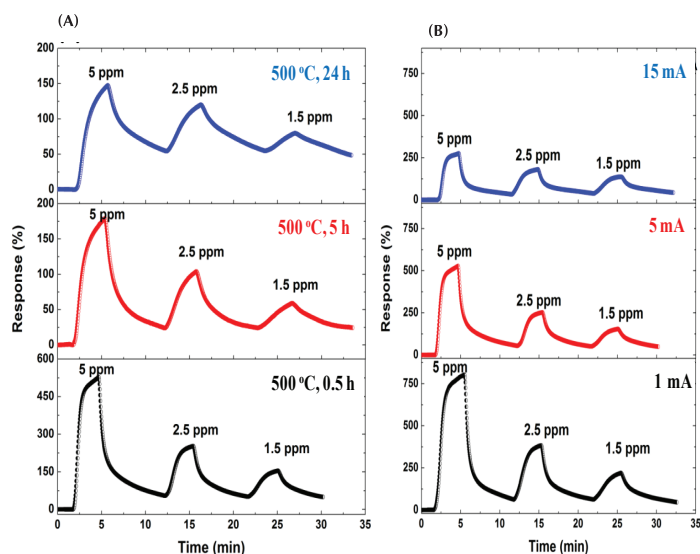 (A)
200
150
100
50
0
Response (%)
5 ppm
2.5 ppm
1.5 ppm
500 °C, 24 h
200
150
100
50
0
5 ppm
2.5 ppm
1.5 ppm
500 °C, 5 h
600
450
300
150
0
5 ppm
2.5 ppm
1.5 ppm
500 °C, 0.5 h
0 5 10 15 20 25 30 35
Time (min)
(B)
750
500
250
0
Response (%)
5 ppm
2.5 ppm
1.5 ppm
15 mA
750
500
250
0
5 ppm
2.5 ppm
1.5 ppm
5 mA
750
500
250
0
5 ppm
2.5 ppm
1.5 ppm
1 mA
0 5 10 15 20 25 30 35
Time (min)